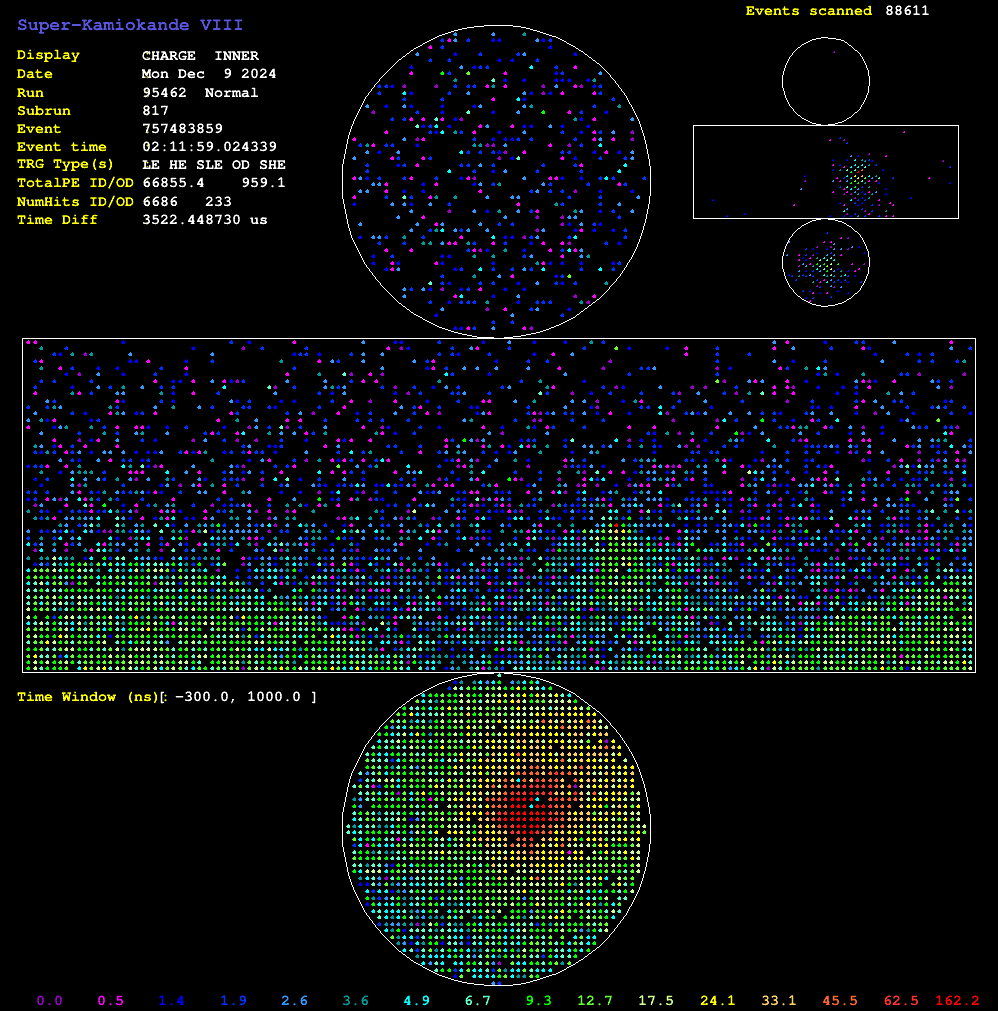 Super-Kamiokande VIII
Events scanned 88611
Display CHARGE INNER
Date Mon Dec 9 2024
Run 95462 Normal
Subrun 817
Event 757483859
Event time 02:11:59.024339
TRG Type(s) LE HE SLE OD SHE
TotalPE ID/OD 66855.4 959.1
NumHits ID/OD 6686 233
Time Diff 3522.448730 us
Time Window (ns)[: −300.0, 1000.0 ]
0.0 0.5 1.4 1.9 2.6 3.6 4.9 6.7 9.3 12.7 17.5 24.1 33.1 45.5 62.5 162.2